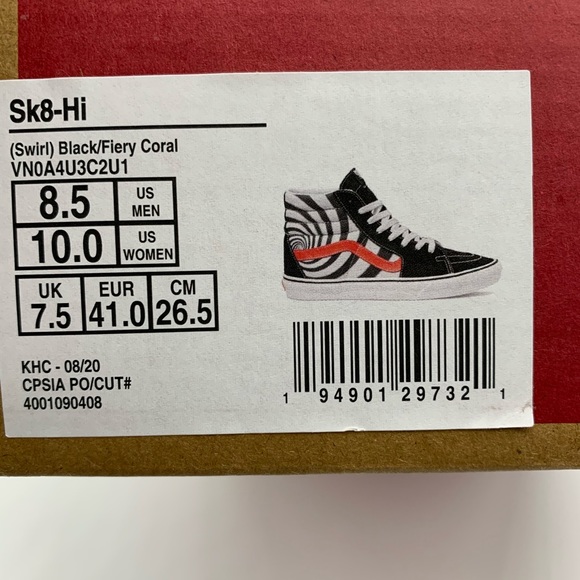 Sk8-Hi
(Swirl) Black/Fiery Coral
VN0A4U3C2U1
8.5 US MEN
10.0 US WOMEN
UK EUR CM
7.5 41.0 26.5
KHC - 08/20
CPSIA PO/CUT#
4001090408
1 94901 29732 1